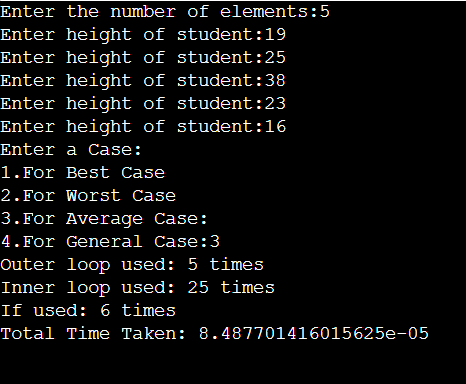 Enter the number of elements:5
Enter height of student:19
Enter height of student:25
Enter height of student:38
Enter height of student:23
Enter height of student:16
Enter a Case:
1.For Best Case
2.For Worst Case
3.For Average Case:
4.For General Case:3
Outer loop used: 5 times
Inner loop used: 25 times
If used: 6 times
Total Time Taken: 8.487701416015625e-05